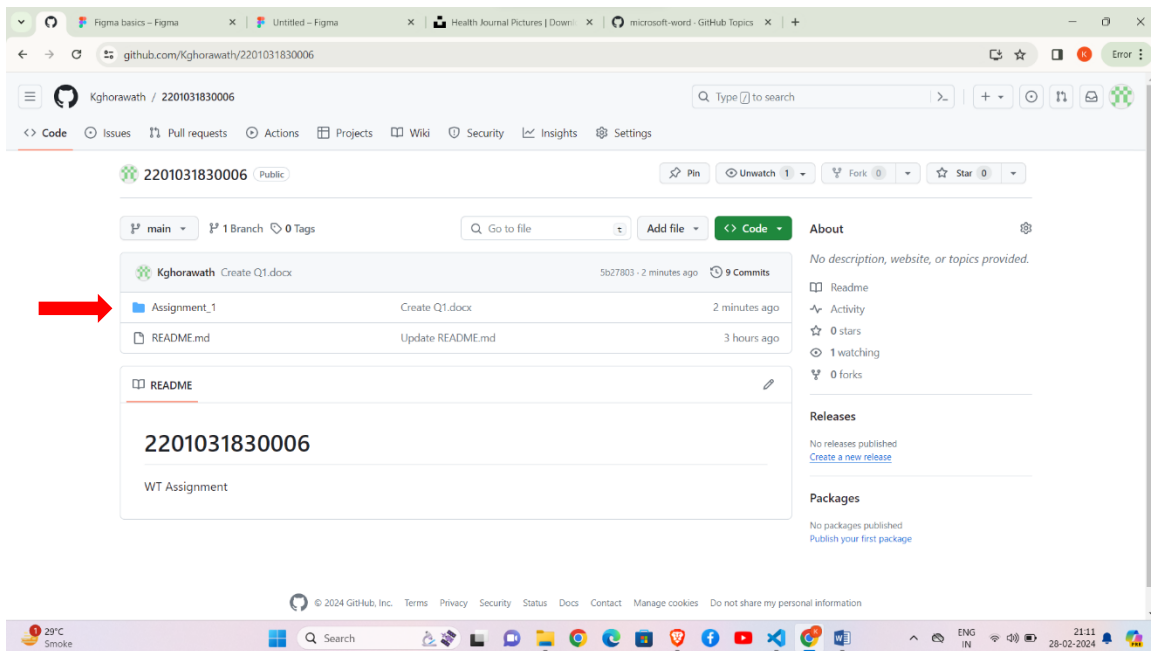 Figma basics – Figma
Untitled – Figma
Health Journal Pictures | Downl
microsoft-word · GitHub Topics
github.com/Kghorawath/2201031830006
K
Error
Kghorawath / 2201031830006
Type / to search
Code
Issues
Pull requests
Actions
Projects
Wiki
Security
Insights
Settings
2201031830006 Public
Pin
Unwatch 1
Fork 0
Star 0
main
1 Branch
0 Tags
Go to file
t
Add file
<> Code
About
No description, website, or topics provided.
Kghorawath Create Q1.docx
5b27803 · 2 minutes ago
9 Commits
Assignment_1
Create Q1.docx
2 minutes ago
README.md
Update README.md
3 hours ago
Readme
Activity
0 stars
1 watching
0 forks
README
2201031830006
WT Assignment
Releases
No releases published
Create a new release
Packages
No packages published
Publish your first package
© 2024 GitHub, Inc. Terms Privacy Security Status Docs Contact Manage cookies Do not share my personal information
1
29°C
Smoke
Search
ENG
IN
21:11
28-02-2024
PRE